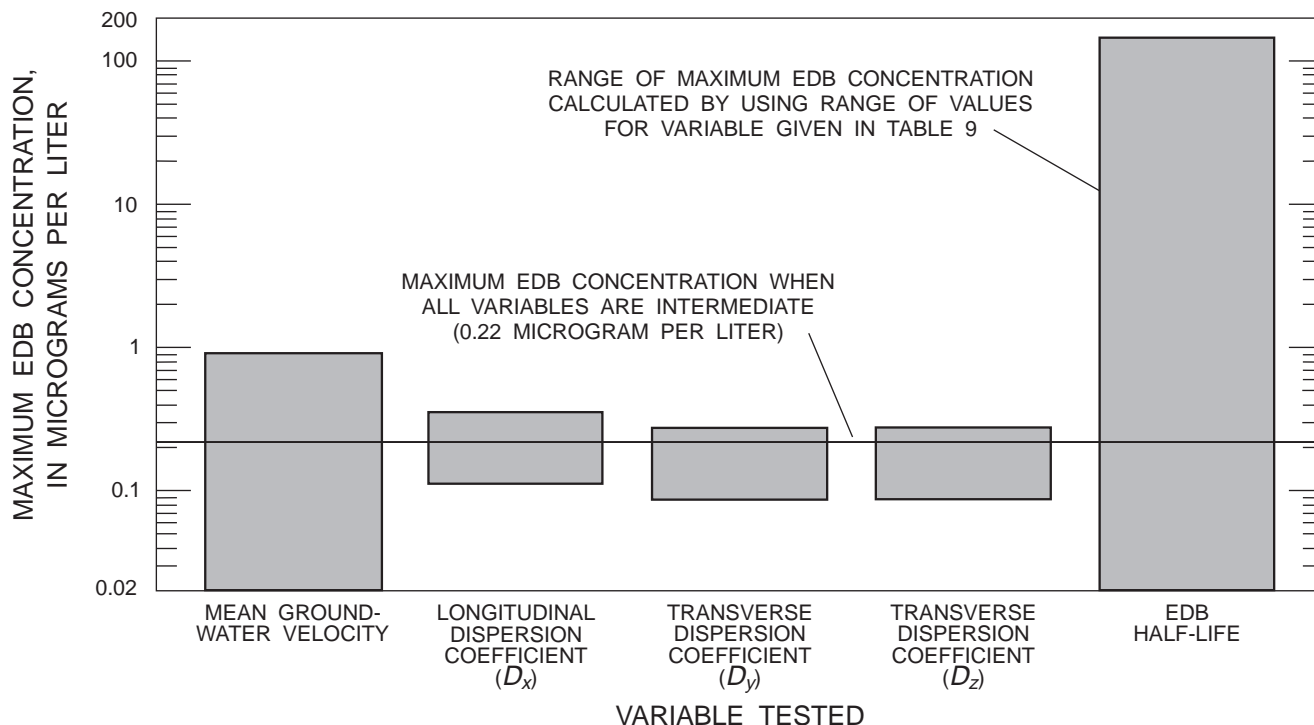 MAXIMUM EDB CONCENTRATION,
IN MICROGRAMS PER LITER
200
100
10
1
0.1
0.02
RANGE OF MAXIMUM EDB CONCENTRATION
CALCULATED BY USING RANGE OF VALUES
FOR VARIABLE GIVEN IN TABLE 9
MAXIMUM EDB CONCENTRATION WHEN
ALL VARIABLES ARE INTERMEDIATE
(0.22 MICROGRAM PER LITER)
MEAN GROUND-
WATER VELOCITY
LONGITUDINAL
DISPERSION
COEFFICIENT
(Dx)
TRANSVERSE
DISPERSION
COEFFICIENT
(Dy)
TRANSVERSE
DISPERSION
COEFFICIENT
(Dz)
EDB
HALF-LIFE
VARIABLE TESTED